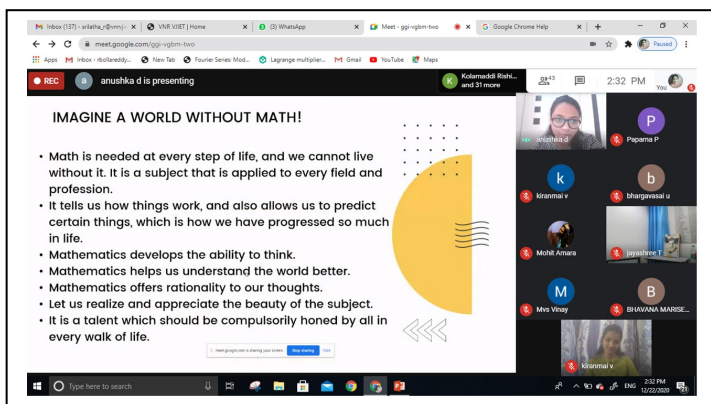 Inbox (137) - srilatha_r@vnrvji
VNR VJIET | Home
(3) WhatsApp
Meet - ggi-vgbm-two
Google Chrome Help
meet.google.com/ggi-vgbm-two
Paused
Apps
Inbox - rbollareddy...
New Tab
Fourier Series: Mod...
Lagrange multiplier...
Gmail
YouTube
Maps
REC
a
anushka d is presenting
K
Kolamaddi Rishi...
and 31 more
43
2:32 PM
You
IMAGINE A WORLD WITHOUT MATH!
• Math is needed at every step of life, and we cannot live
without it. It is a subject that is applied to every field and
profession.
• It tells us how things work, and also allows us to predict
certain things, which is how we have progressed so much
in life.
• Mathematics develops the ability to think.
• Mathematics helps us understand the world better.
• Mathematics offers rationality to our thoughts.
• Let us realize and appreciate the beauty of the subject.
• It is a talent which should be compulsorily honed by all in
every walk of life.
meet.google.com is sharing your screen.
Stop sharing
Hide
anushka d
P
Paparna P
k
kiranmai v
b
bhargavasai u
Mohit Amara
jayashree T
M
Mvs Vinay
B
BHAVANA MARISE...
kiranmai v
Type here to search
ENG
2:32 PM
12/22/2020